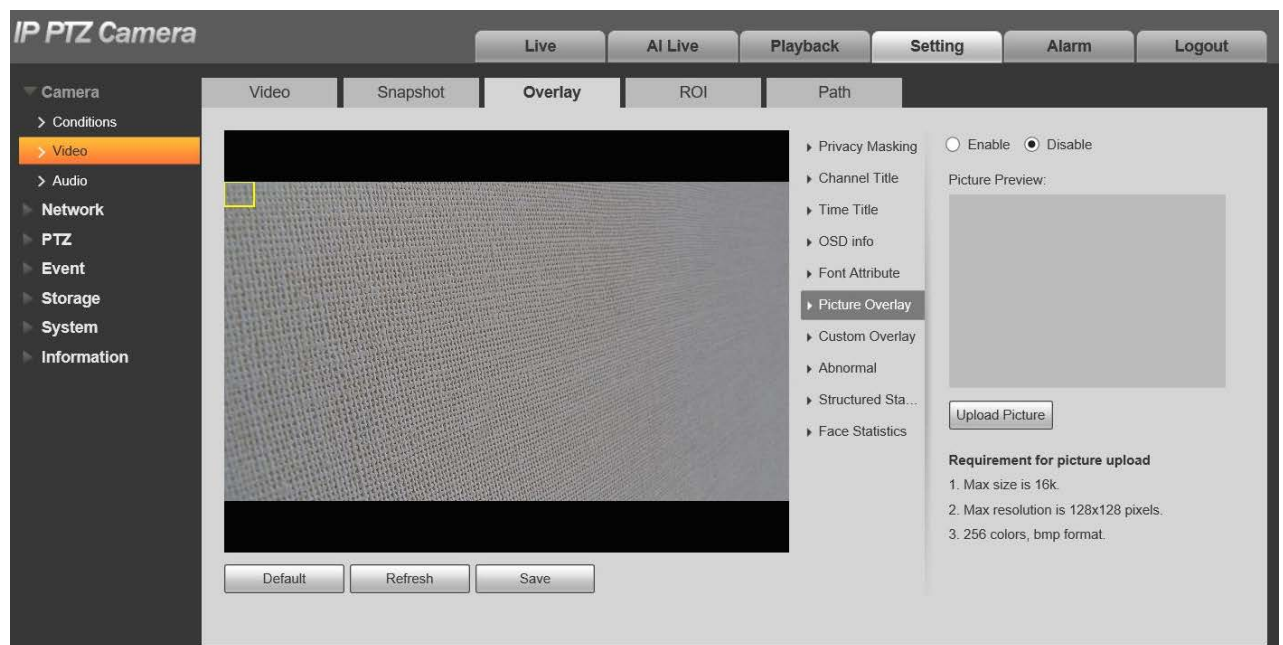 IP PTZ Camera
Live
AI Live
Playback
Setting
Alarm
Logout
Camera
Conditions
Video
Audio
Network
PTZ
Event
Storage
System
Information
Video
Snapshot
Overlay
ROI
Path
Privacy Masking
Channel Title
Time Title
OSD info
Font Attribute
Picture Overlay
Custom Overlay
Abnormal
Structured Sta...
Face Statistics
Enable
Disable
Picture Preview:
Upload Picture
Requirement for picture upload
1. Max size is 16k.
2. Max resolution is 128x128 pixels.
3. 256 colors, bmp format.
Default
Refresh
Save